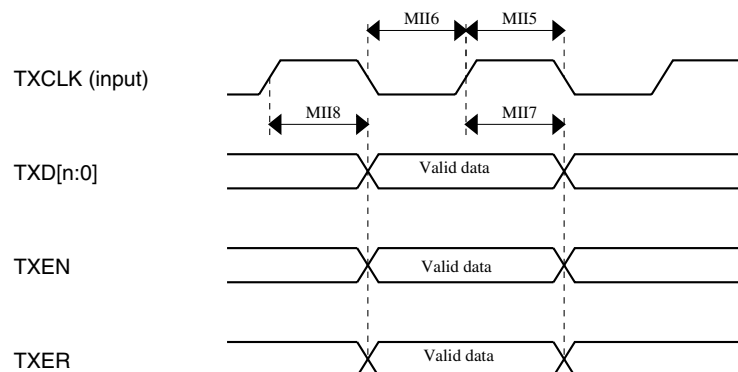 MII6
MII5
TXCLK (input)
MII8
MII7
TXD[n:0]
Valid data
TXEN
Valid data
TXER
Valid data